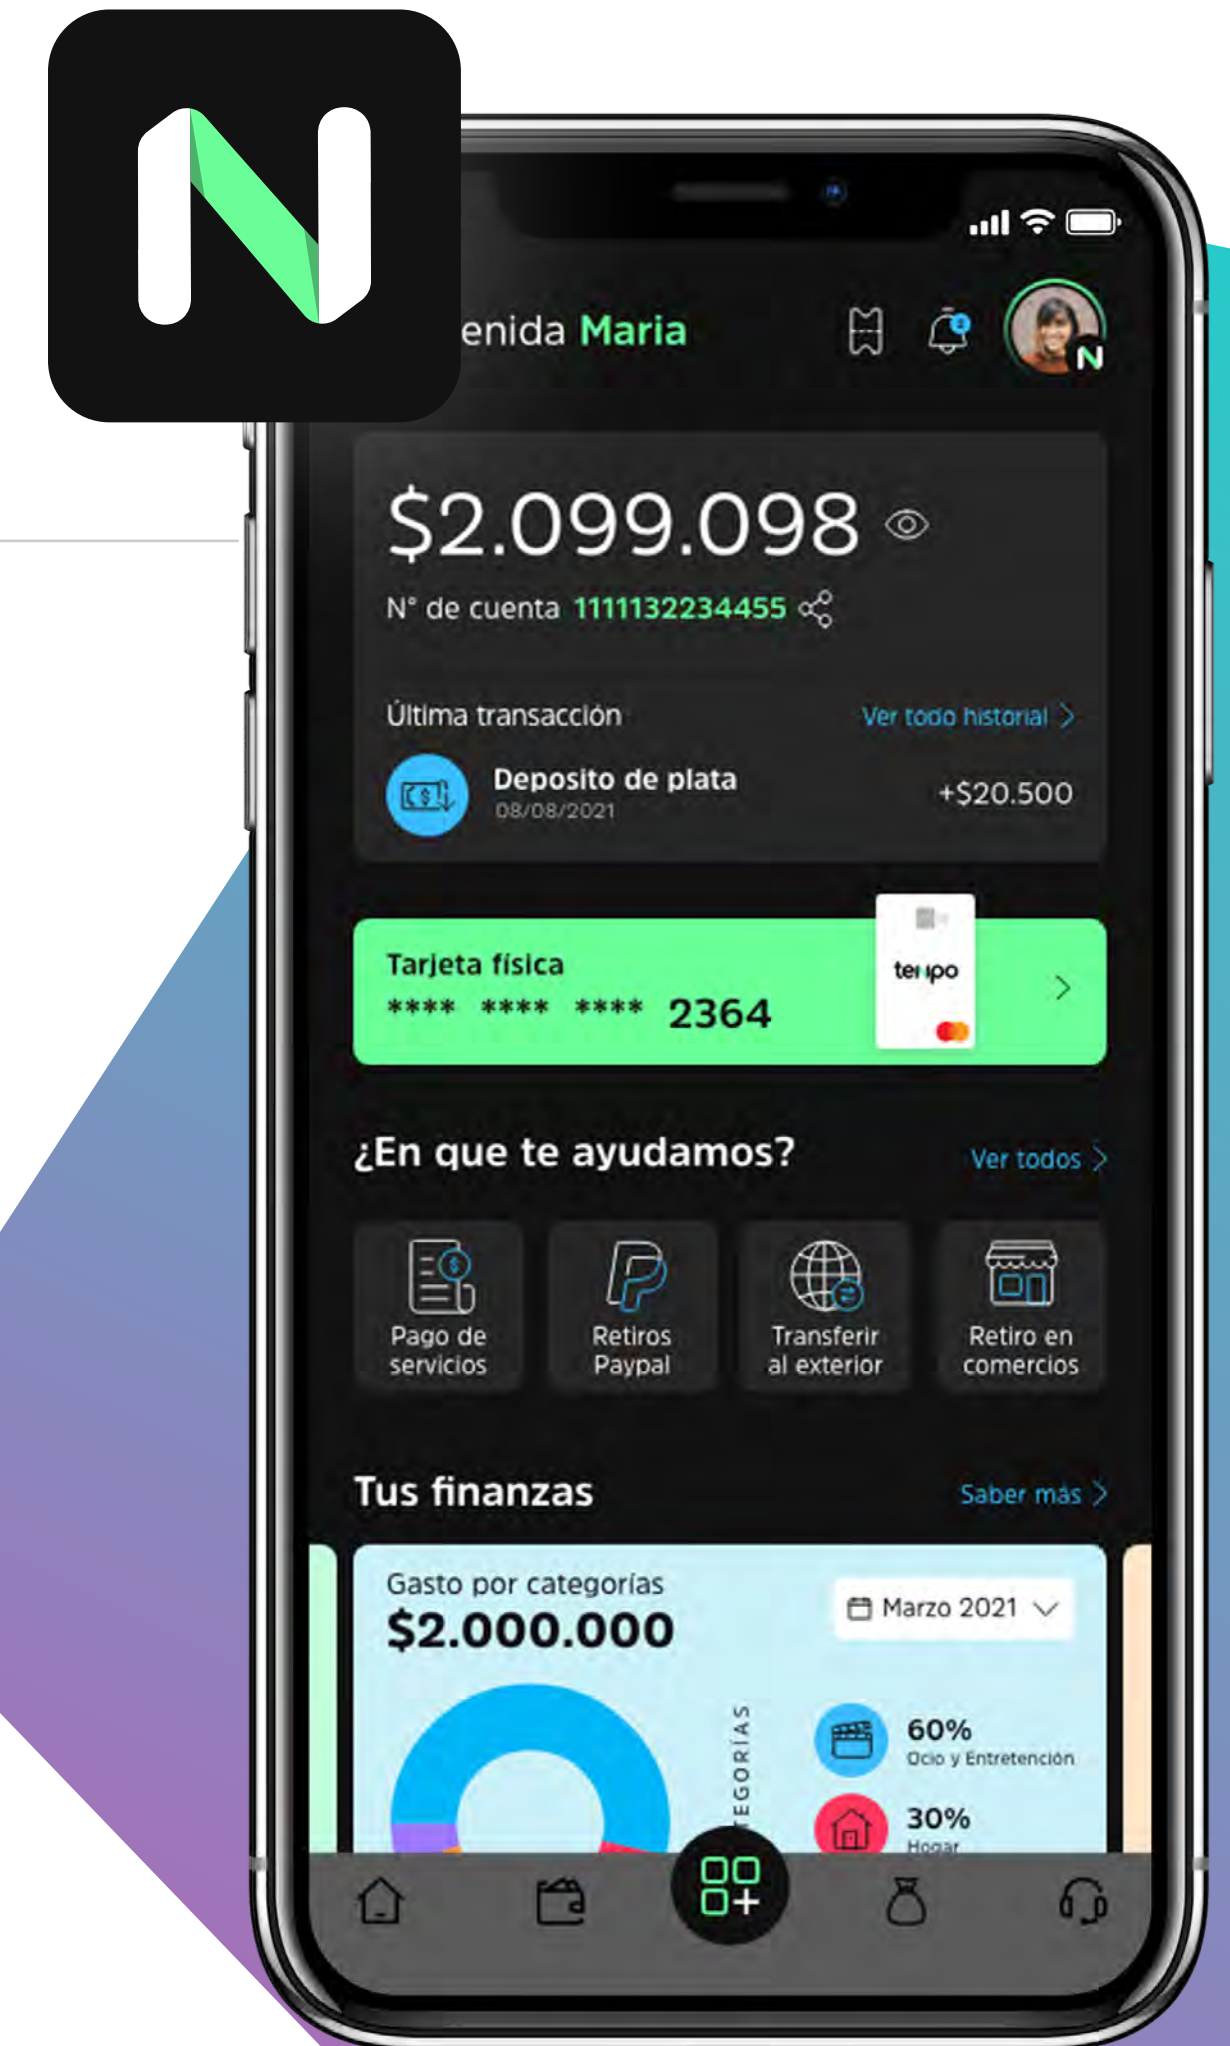 enida Maria
$2.099.098
N° de cuenta 1111132234455
Última transacción
Ver todo historial
Deposito de plata
08/08/2021
+$20.500
Tarjeta física
**** **** **** 2364
tenpo
¿En que te ayudamos?
Ver todos
Pago de
servicios
Retiros
Paypal
Transferir
al exterior
Retiro en
comercios
Tus finanzas
Saber más
Gasto por categorías
$2.000.000
Marzo 2021
TEGORÍAS
60%
Ocio y Entretención
30%
Hogar